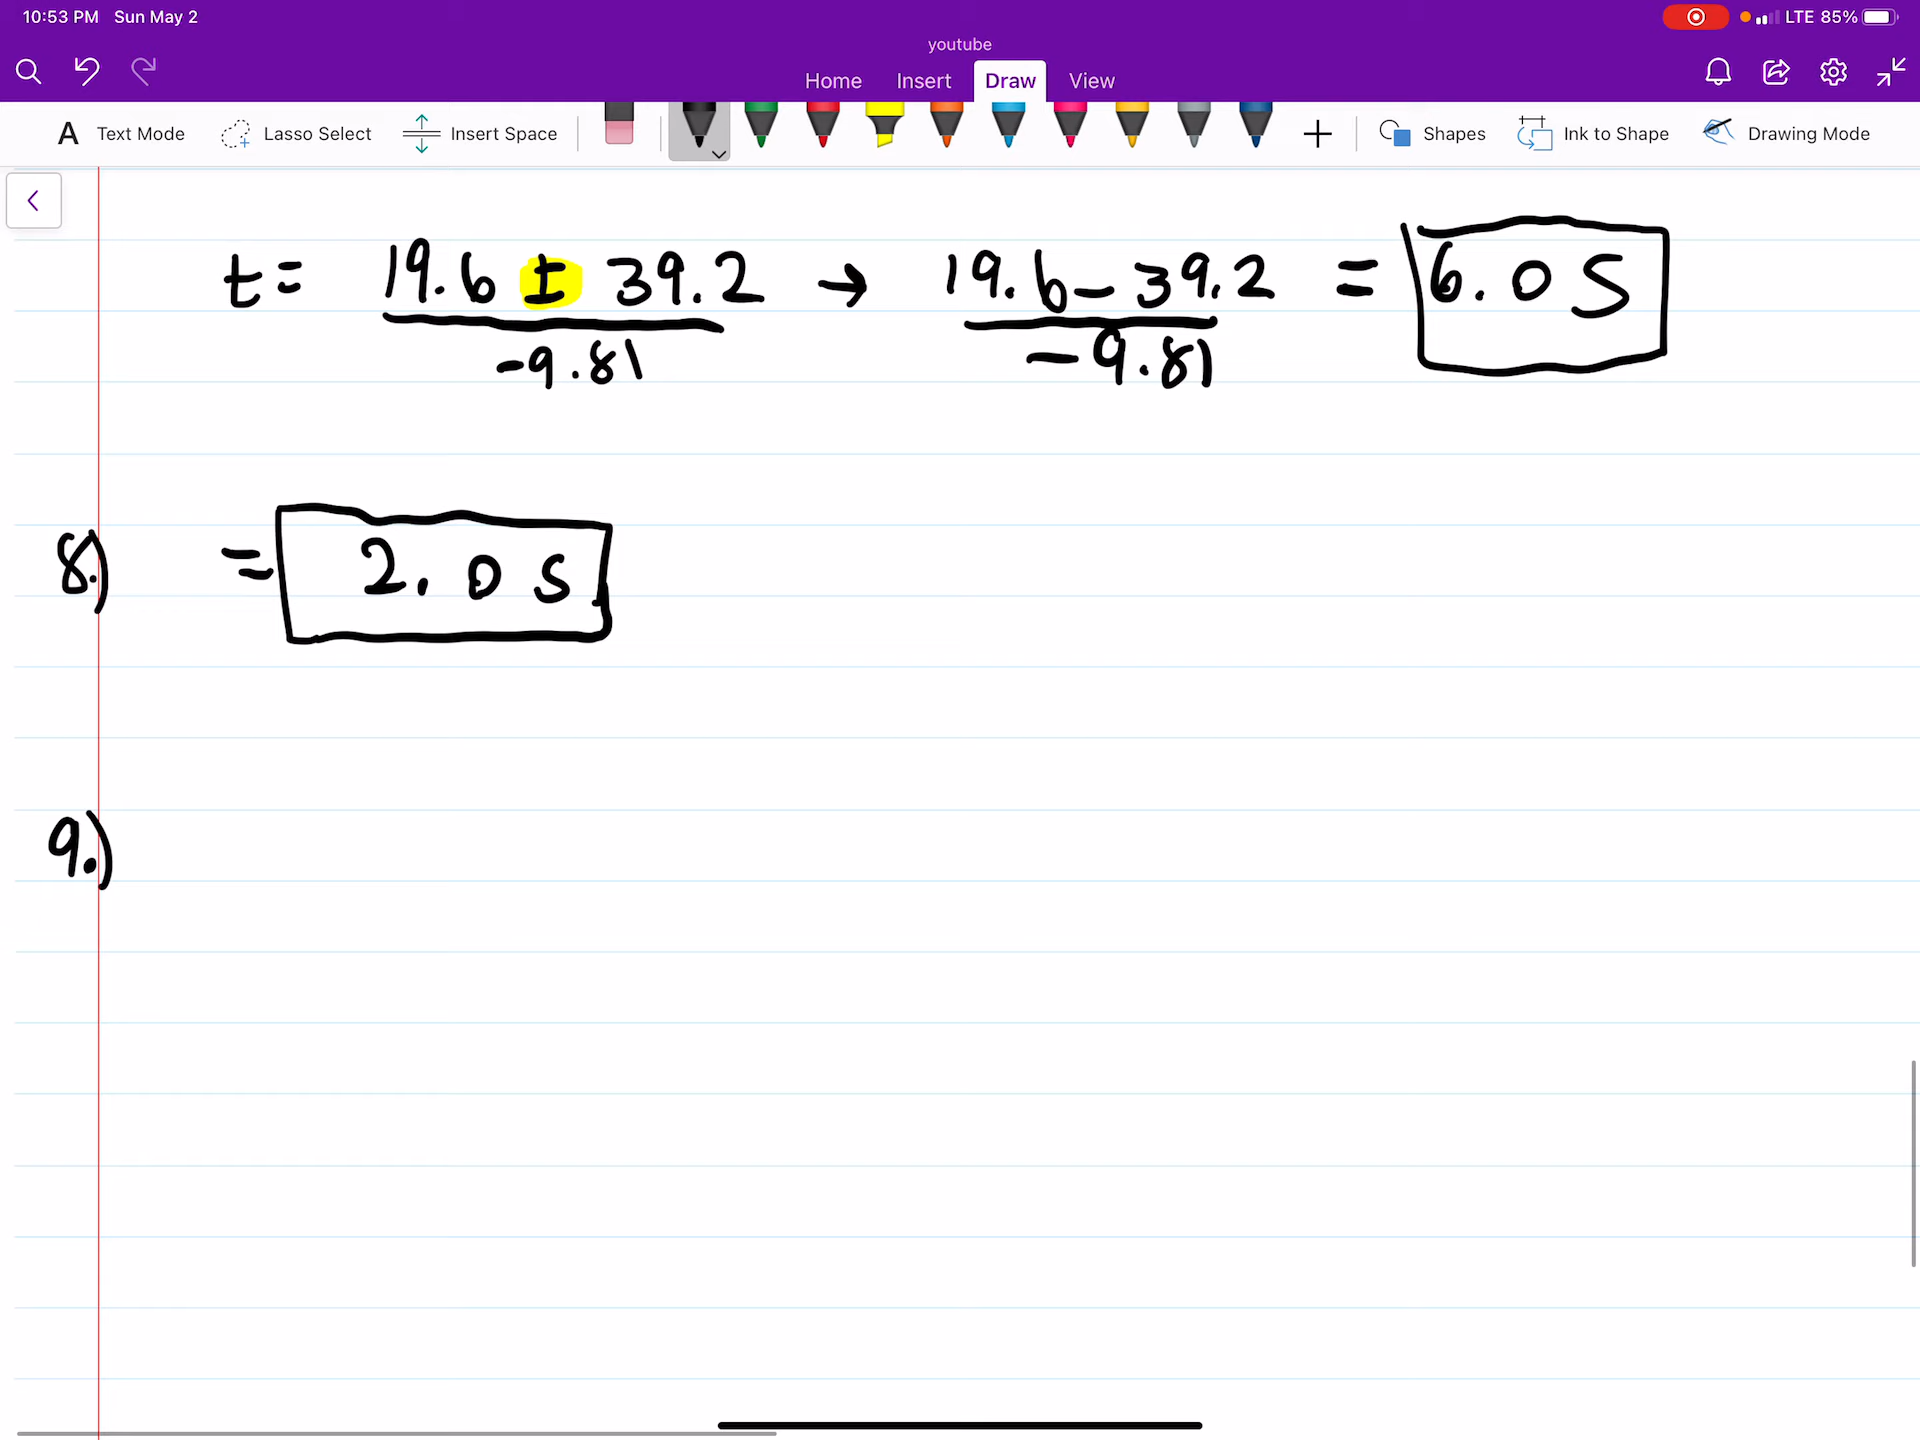 10:53 PM Sun May 2 LTE 85%
youtube
Home Insert Draw View
A Text Mode Lasso Select Insert Space Shapes Ink to Shape Drawing Mode
t = 19.6 ± 39.2 → 19.6 - 39.2 = 6.0 S
-9.81 -9.81
8.) = 2.0 S
9.)